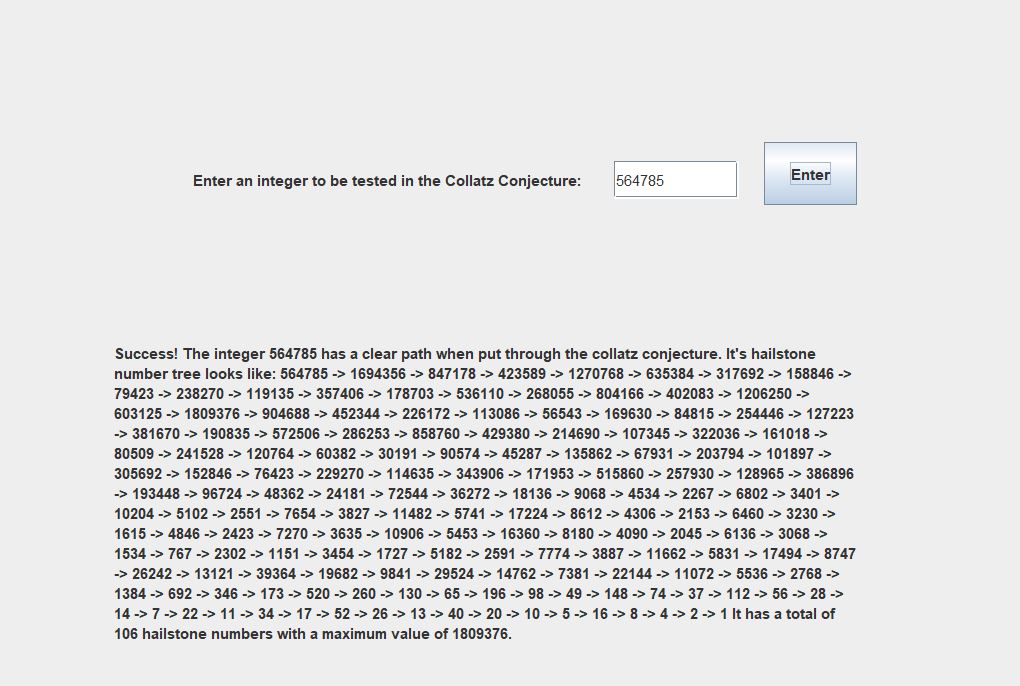 Enter an integer to be tested in the Collatz Conjecture:
564785
Enter
Success! The integer 564785 has a clear path when put through the collatz conjecture. It's hailstone
number tree looks like: 564785 -> 1694356 -> 847178 -> 423589 -> 1270768 -> 635384 -> 317692 -> 158846 ->
79423 -> 238270 -> 119135 -> 357406 -> 178703 -> 536110 -> 268055 -> 804166 -> 402083 -> 1206250 ->
603125 -> 1809376 -> 904688 -> 452344 -> 226172 -> 113086 -> 56543 -> 169630 -> 84815 -> 254446 -> 127223
-> 381670 -> 190835 -> 572506 -> 286253 -> 858760 -> 429380 -> 214690 -> 107345 -> 322036 -> 161018 ->
80509 -> 241528 -> 120764 -> 60382 -> 30191 -> 90574 -> 45287 -> 135862 -> 67931 -> 203794 -> 101897 ->
305692 -> 152846 -> 76423 -> 229270 -> 114635 -> 343906 -> 171953 -> 515860 -> 257930 -> 128965 -> 386896
-> 193448 -> 96724 -> 48362 -> 24181 -> 72544 -> 36272 -> 18136 -> 9068 -> 4534 -> 2267 -> 6802 -> 3401 ->
10204 -> 5102 -> 2551 -> 7654 -> 3827 -> 11482 -> 5741 -> 17224 -> 8612 -> 4306 -> 2153 -> 6460 -> 3230 ->
1615 -> 4846 -> 2423 -> 7270 -> 3635 -> 10906 -> 5453 -> 16360 -> 8180 -> 4090 -> 2045 -> 6136 -> 3068 ->
1534 -> 767 -> 2302 -> 1151 -> 3454 -> 1727 -> 5182 -> 2591 -> 7774 -> 3887 -> 11662 -> 5831 -> 17494 -> 8747
-> 26242 -> 13121 -> 39364 -> 19682 -> 9841 -> 29524 -> 14762 -> 7381 -> 22144 -> 11072 -> 5536 -> 2768 ->
1384 -> 692 -> 346 -> 173 -> 520 -> 260 -> 130 -> 65 -> 196 -> 98 -> 49 -> 148 -> 74 -> 37 -> 112 -> 56 -> 28 ->
14 -> 7 -> 22 -> 11 -> 34 -> 17 -> 52 -> 26 -> 13 -> 40 -> 20 -> 10 -> 5 -> 16 -> 8 -> 4 -> 2 -> 1 It has a total of
106 hailstone numbers with a maximum value of 1809376.